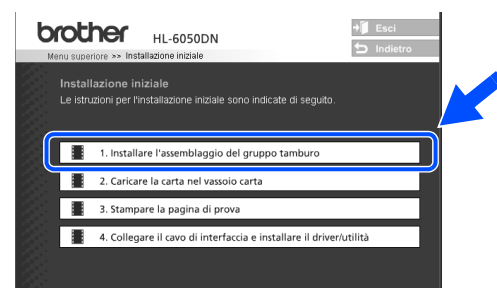 brother HL-6050DN
Esci
Menu superiore >> Installazione iniziale
Indietro
Installazione iniziale
Le istruzioni per l'installazione iniziale sono indicate di seguito.
1. Installare l'assemblaggio del gruppo tamburo
2. Caricare la carta nel vassoio carta
3. Stampare la pagina di prova
4. Collegare il cavo di interfaccia e installare il driver/utilità